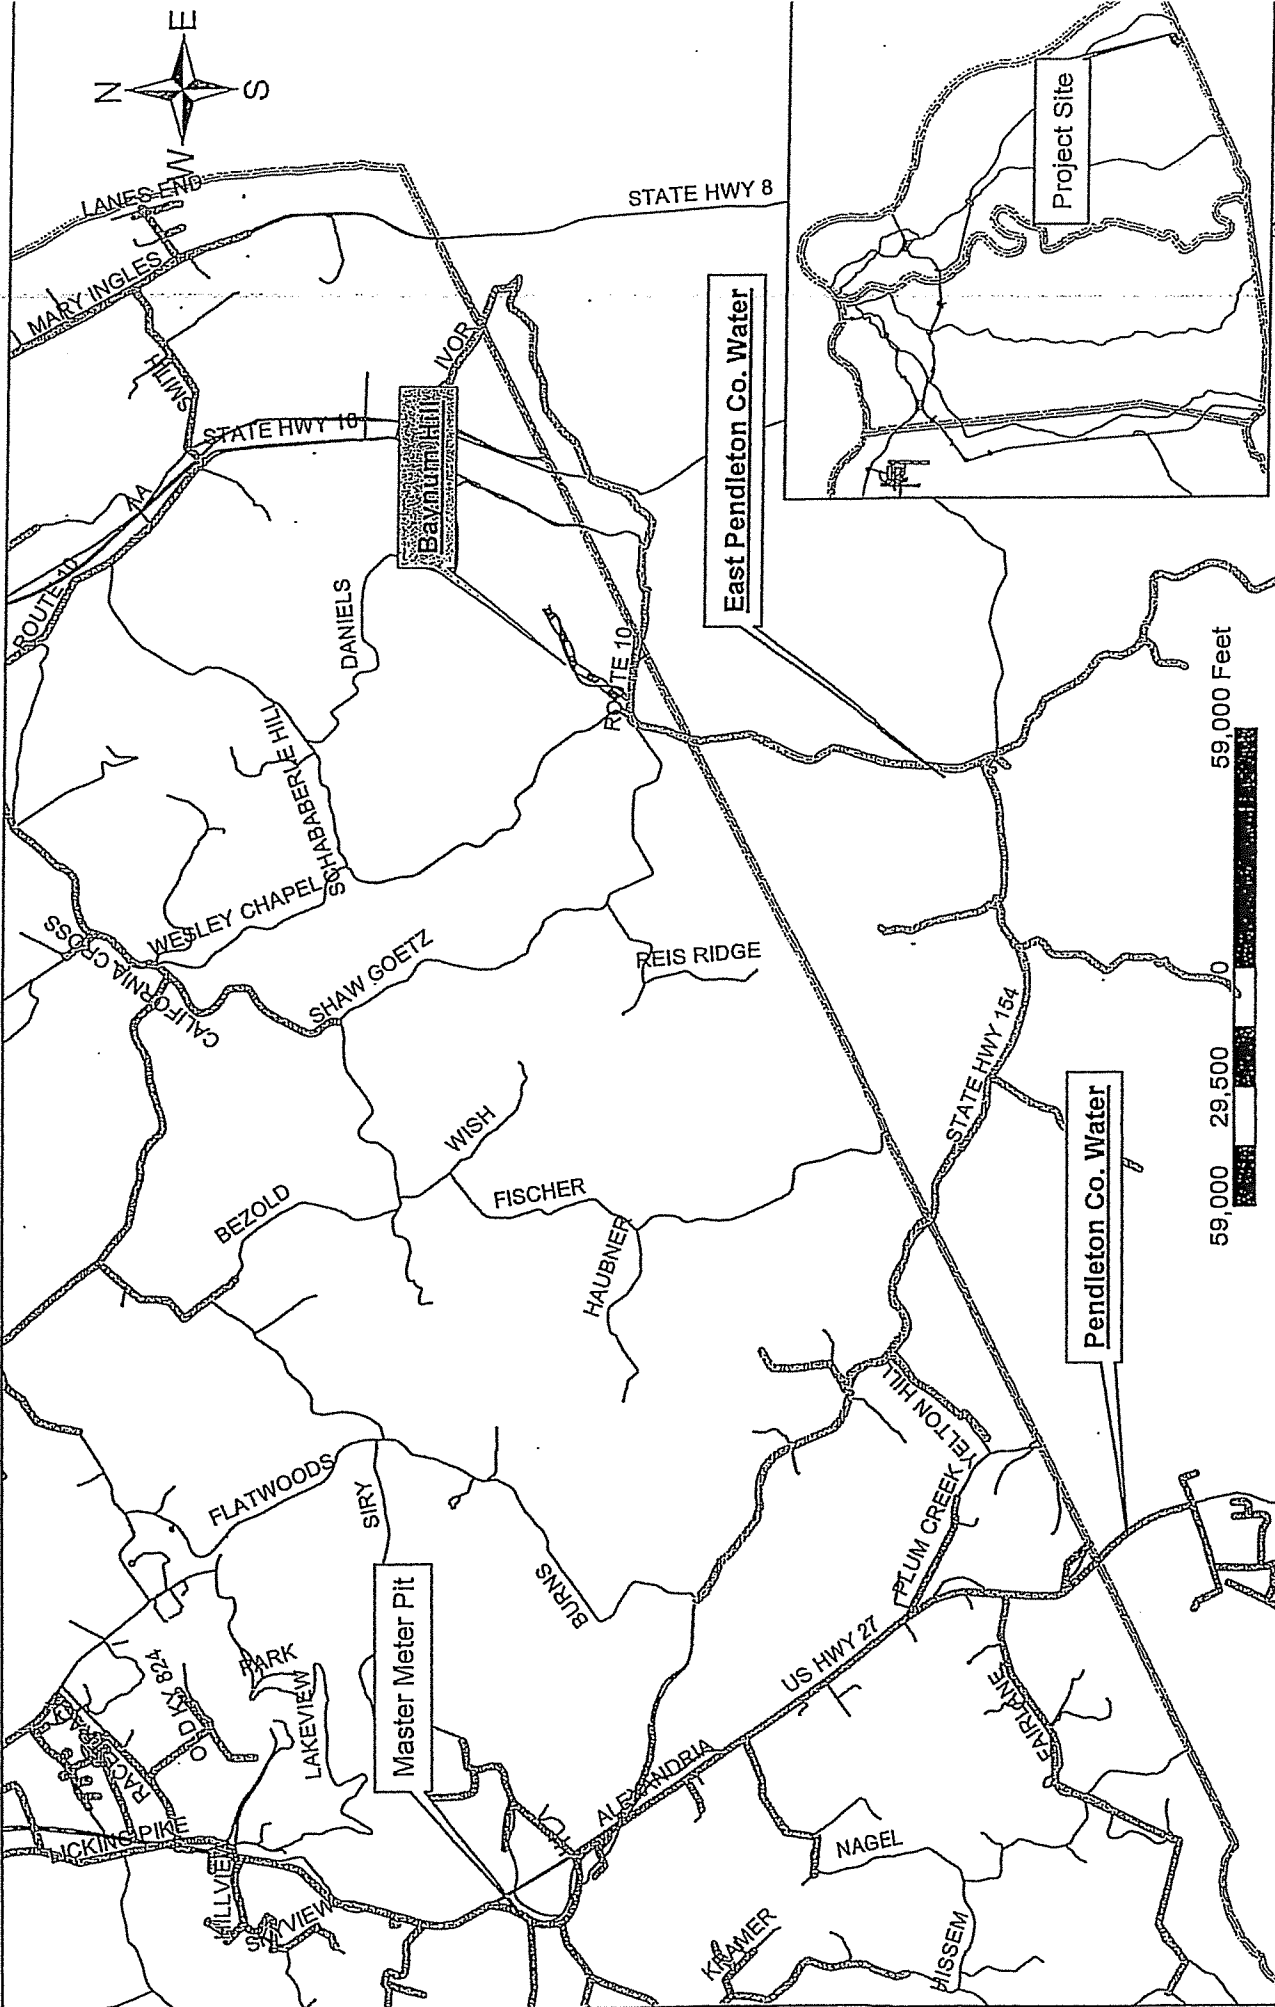 LICKING PIKE
HILLVIEW
SKYVIEW
RACE
OLD KY 824
PARK
LAKEVIEW
Master Meter Pit
ALEXANDRIA
US HWY 27
NAGEL
KRAMER
HISSEM
FAIRLANE
FLATWOODS
SIRY
BURNS
PLUM CREEK
YELTON HILL
Pendleton Co. Water
BEZOLD
WISH
FISCHER
HAUBNER
STATE HWY 154
CALIFORNIA CROSS
WESLEY CHAPEL
SHAW GOETZ
REIS RIDGE
SCHABABERLE HILL
DANIELS
ROUTE 10
ROUTE 10
AA
STATE HWY 10
SMITH
MARY INGLES
LANES END
IVOR
STATE HWY 8
Baynum Hill
East Pendleton Co. Water
Project Site
N
E
S
W
59,000
29,500
0
59,000 Feet